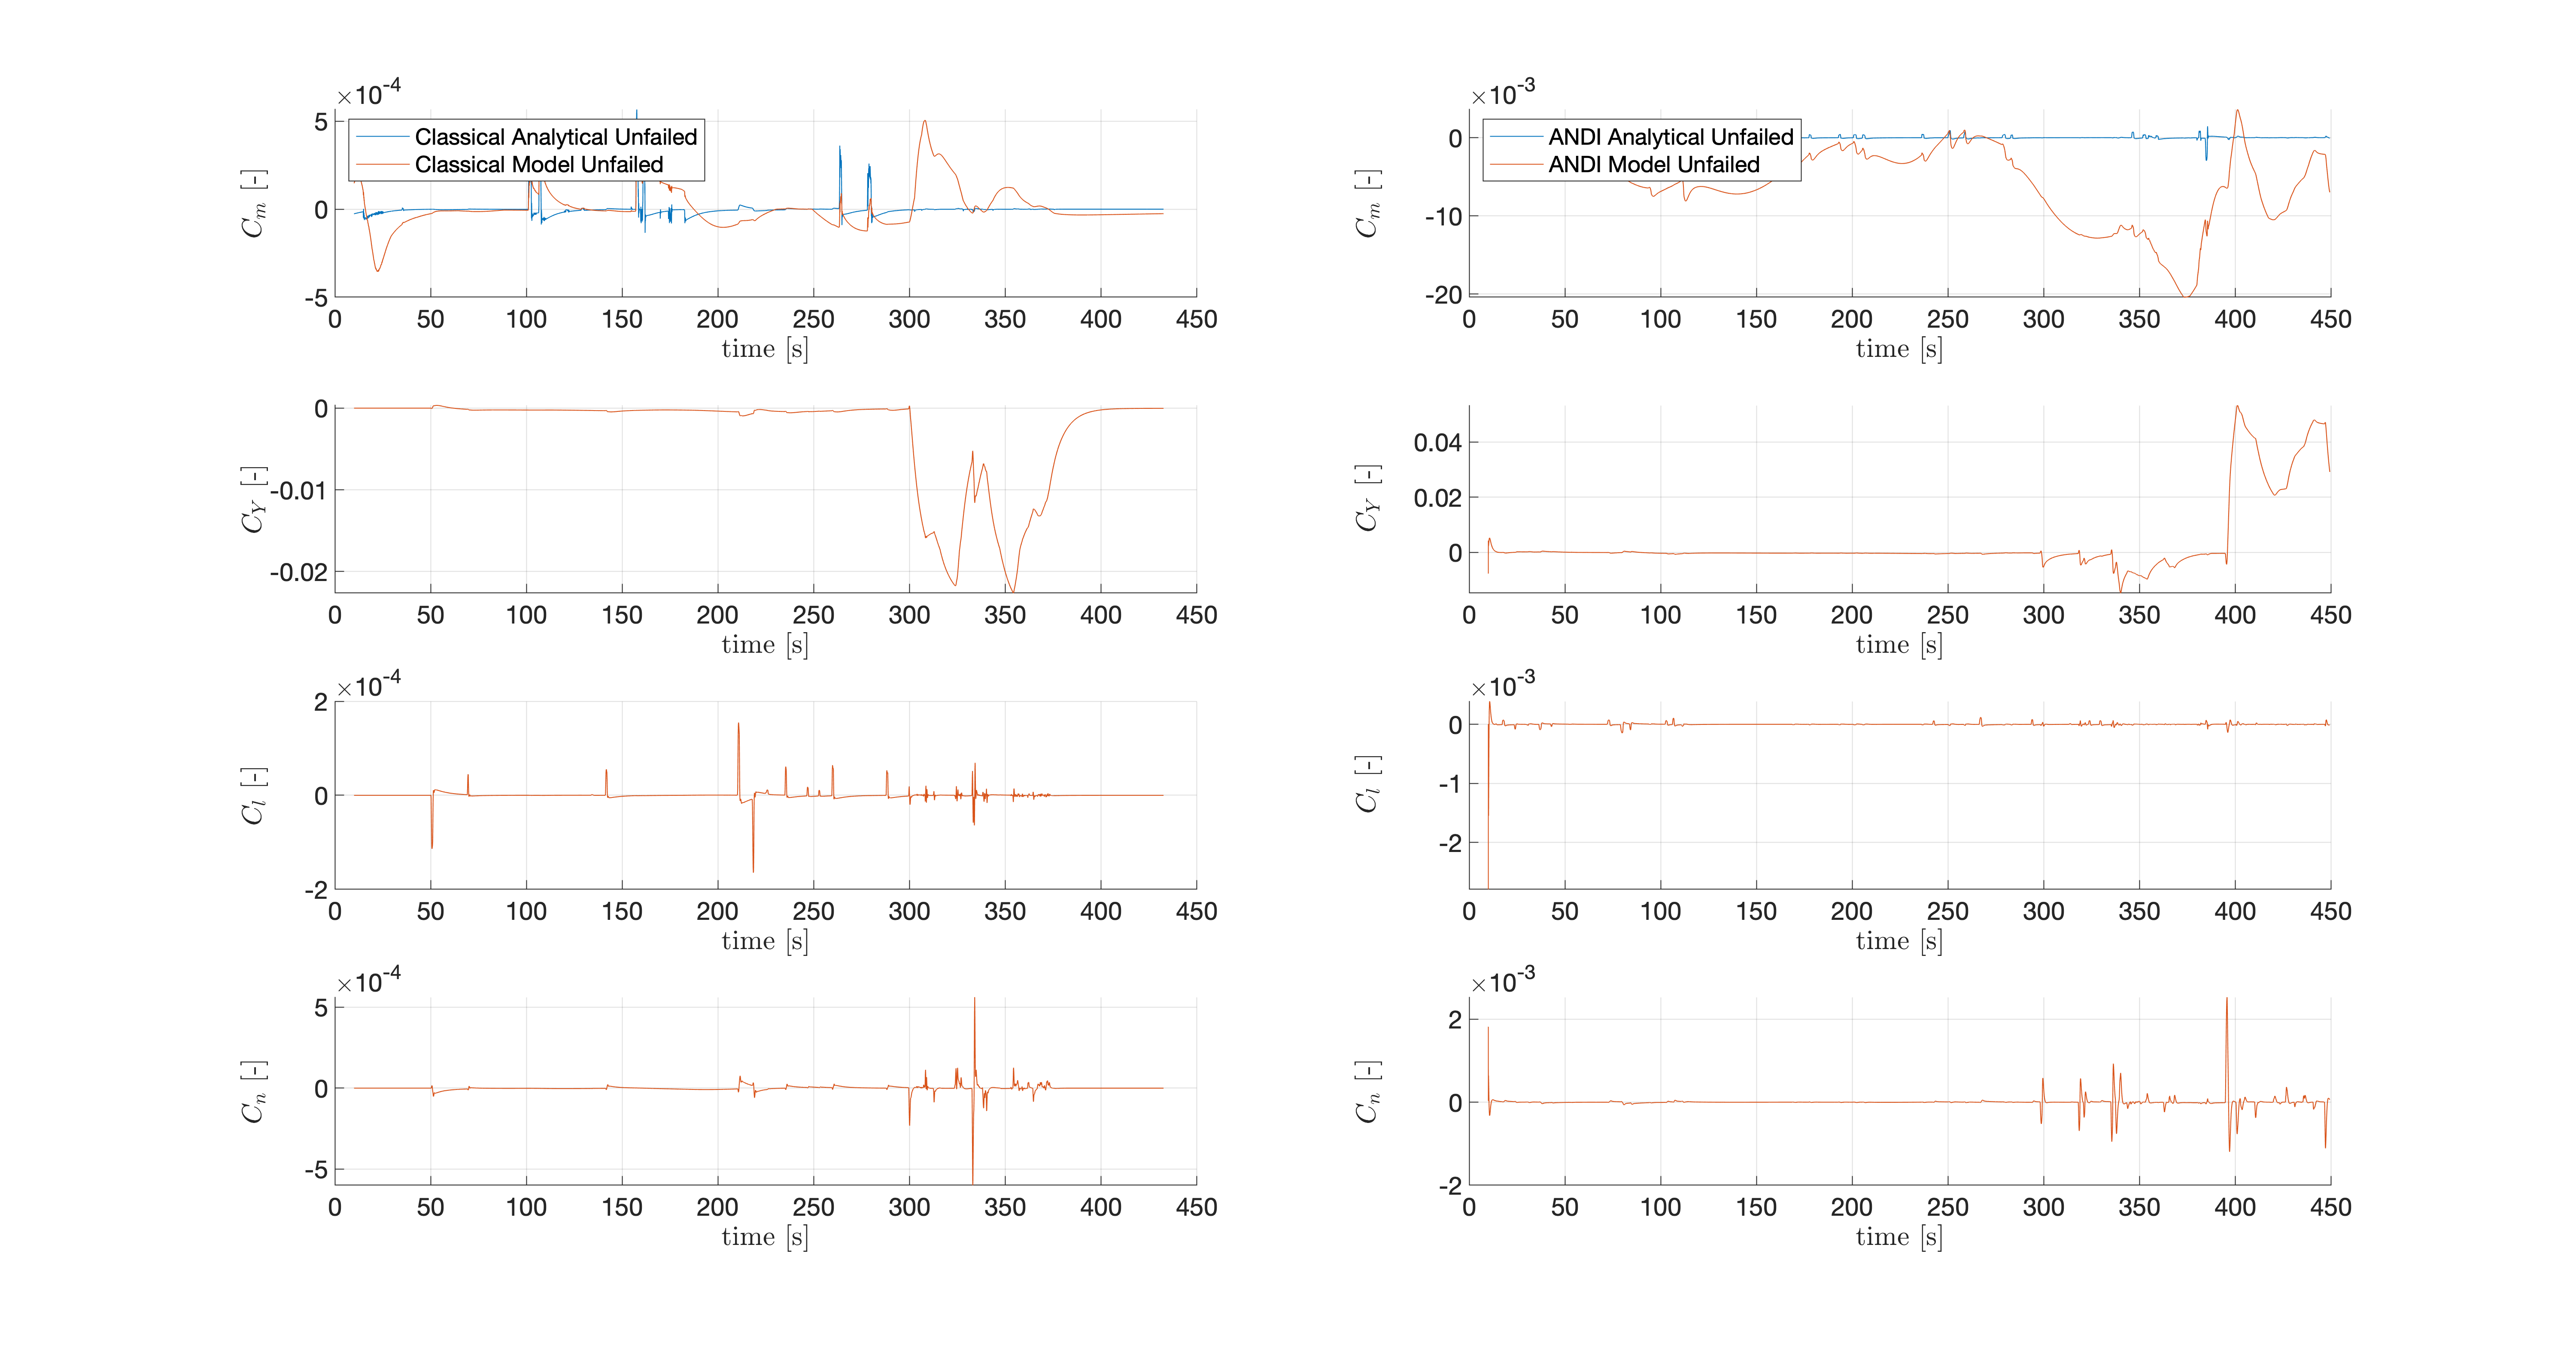 ×10⁻⁴
5
0
-5
C_m [-]
Classical Analytical Unfailed
Classical Model Unfailed
0 50 100 150 200 250 300 350 400 450
time [s]
×10⁻³
0
-10
-20
C_m [-]
ANDI Analytical Unfailed
ANDI Model Unfailed
0 50 100 150 200 250 300 350 400 450
time [s]
0
-0.01
-0.02
C_Y [-]
0 50 100 150 200 250 300 350 400 450
time [s]
0.04
0.02
0
C_Y [-]
0 50 100 150 200 250 300 350 400 450
time [s]
×10⁻⁴
2
0
-2
C_l [-]
0 50 100 150 200 250 300 350 400 450
time [s]
×10⁻³
0
-1
-2
C_l [-]
0 50 100 150 200 250 300 350 400 450
time [s]
×10⁻⁴
5
0
-5
C_n [-]
0 50 100 150 200 250 300 350 400 450
time [s]
×10⁻³
2
0
-2
C_n [-]
0 50 100 150 200 250 300 350 400 450
time [s]